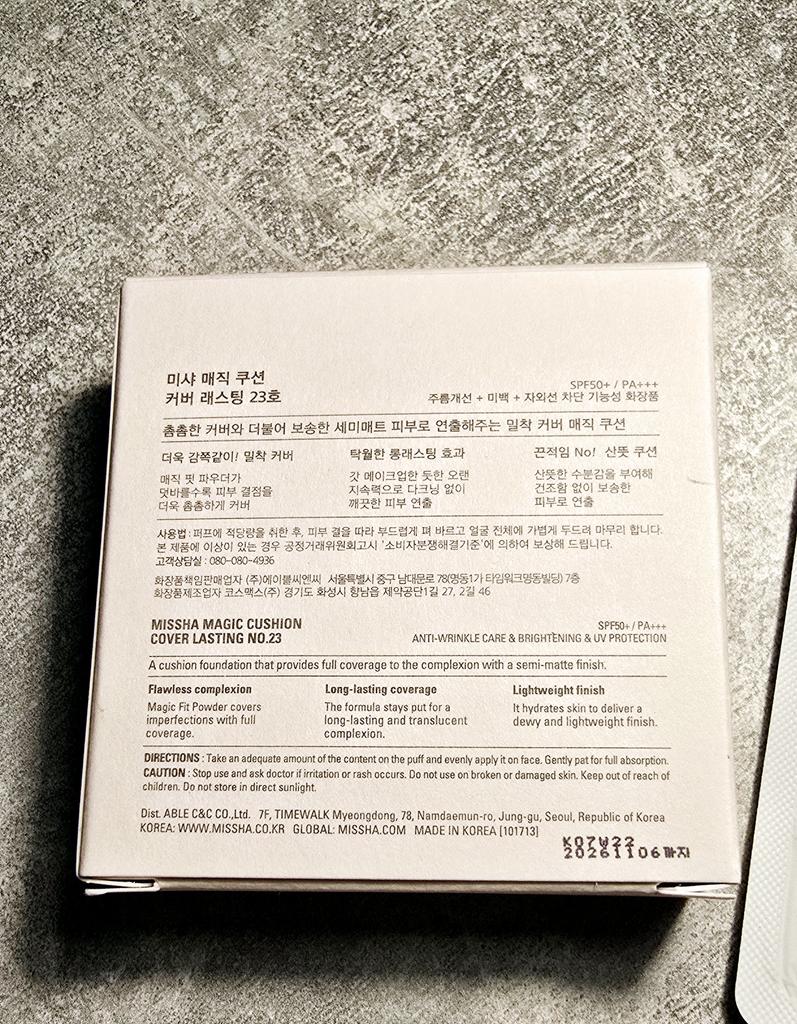 미샤 매직 쿠션
커버 래스팅 23호
SPF50+ / PA+++
주름개선 + 미백 + 자외선 차단 기능성 화장품
촘촘한 커버와 더불어 보송한 세미매트 피부로 연출해주는 밀착 커버 매직 쿠션
더욱 감쪽같이! 밀착 커버
매직 핏 파우더가
덧바를수록 피부 결점을
더욱 촘촘하게 커버
탁월한 롱래스팅 효과
갓 메이크업한 듯한 오랜
지속력으로 다크닝 없이
깨끗한 피부 연출
끈적임 No! 산뜻 쿠션
산뜻한 수분감을 부여해
건조함 없이 보송한
피부로 연출
사용법 : 퍼프에 적당량을 취한 후, 피부 결을 따라 부드럽게 펴 바르고 얼굴 전체에 가볍게 두드려 마무리 합니다.
본 제품에 이상이 있는 경우 공정거래위원회고시 '소비자분쟁해결기준'에 의하여 보상해 드립니다.
고객상담실 : 080-080-4936
화장품책임판매업자 (주)에이블씨엔씨 서울특별시 중구 남대문로 78(명동1가 타임워크명동빌딩) 7층
화장품제조업자 코스맥스(주) 경기도 화성시 향남읍 제약공단1길 27, 2길 46
MISSHA MAGIC CUSHION
COVER LASTING NO.23
SPF50+ / PA+++
ANTI-WRINKLE CARE & BRIGHTENING & UV PROTECTION
A cushion foundation that provides full coverage to the complexion with a semi-matte finish.
Flawless complexion
Magic Fit Powder covers
imperfections with full
coverage.
Long-lasting coverage
The formula stays put for a
long-lasting and translucent
complexion.
Lightweight finish
It hydrates skin to deliver a
dewy and lightweight finish.
DIRECTIONS : Take an adequate amount of the content on the puff and evenly apply it on face. Gently pat for full absorption.
CAUTION : Stop use and ask doctor if irritation or rash occurs. Do not use on broken or damaged skin. Keep out of reach of
children. Do not store in direct sunlight.
Dist. ABLE C&C CO.,Ltd. 7F, TIMEWALK Myeongdong, 78, Namdaemun-ro, Jung-gu, Seoul, Republic of Korea
KOREA: WWW.MISSHA.CO.KR GLOBAL: MISSHA.COM MADE IN KOREA [101713]
K07W22
20261106까지